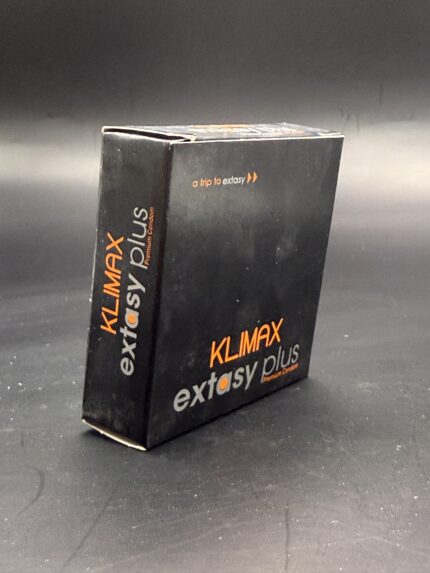 a trip to extasy
KLIMAX
extasy plus
Premium Condom
KLIMAX
extasy plus
Premium Condom